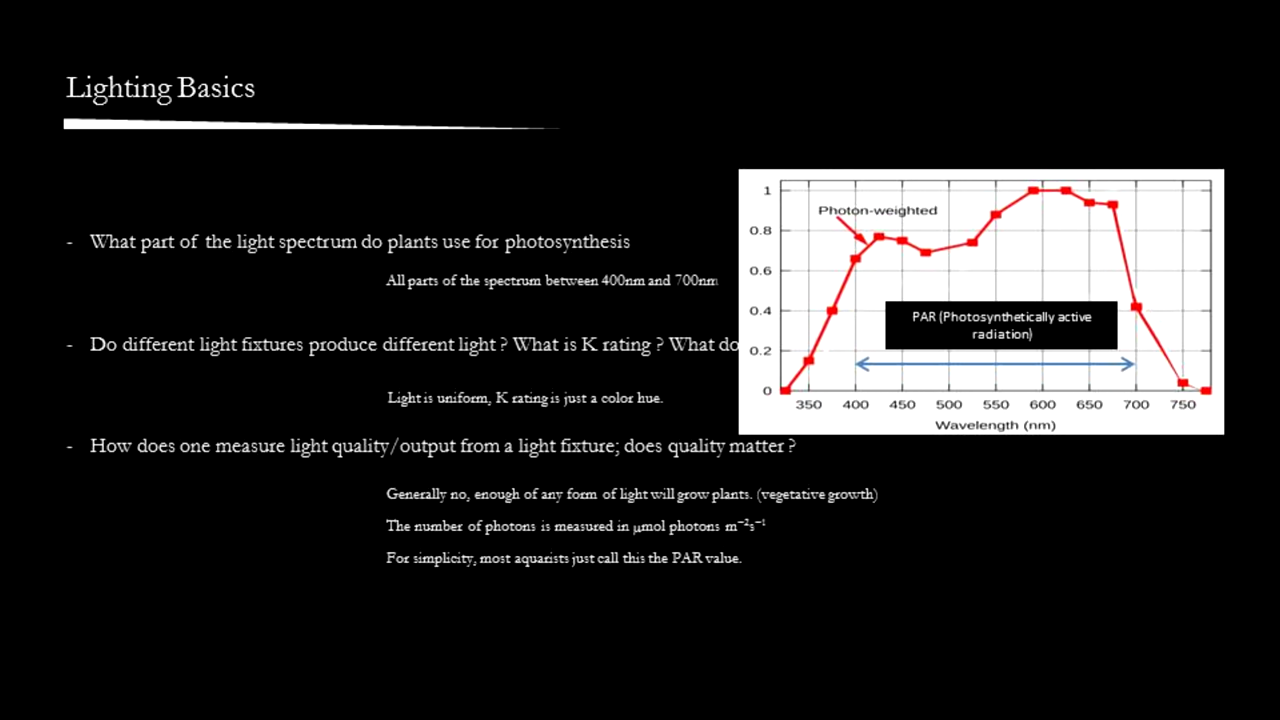 Lighting Basics
- What part of the light spectrum do plants use for photosynthesis
All parts of the spectrum between 400nm and 700nm
- Do different light fixtures produce different light ? What is K rating ? What do
Light is uniform, K rating is just a color hue.
- How does one measure light quality/output from a light fixture; does quality matter ?
Generally no, enough of any form of light will grow plants. (vegetative growth)
The number of photons is measured in μmol photons m⁻²s⁻¹
For simplicity, most aquarists just call this the PAR value.
1
Photon-weighted
0.8
0.6
0.4
PAR (Photosynthetically active
radiation)
0.2
0
350 400 450 500 550 600 650 700 750
Wavelength (nm)